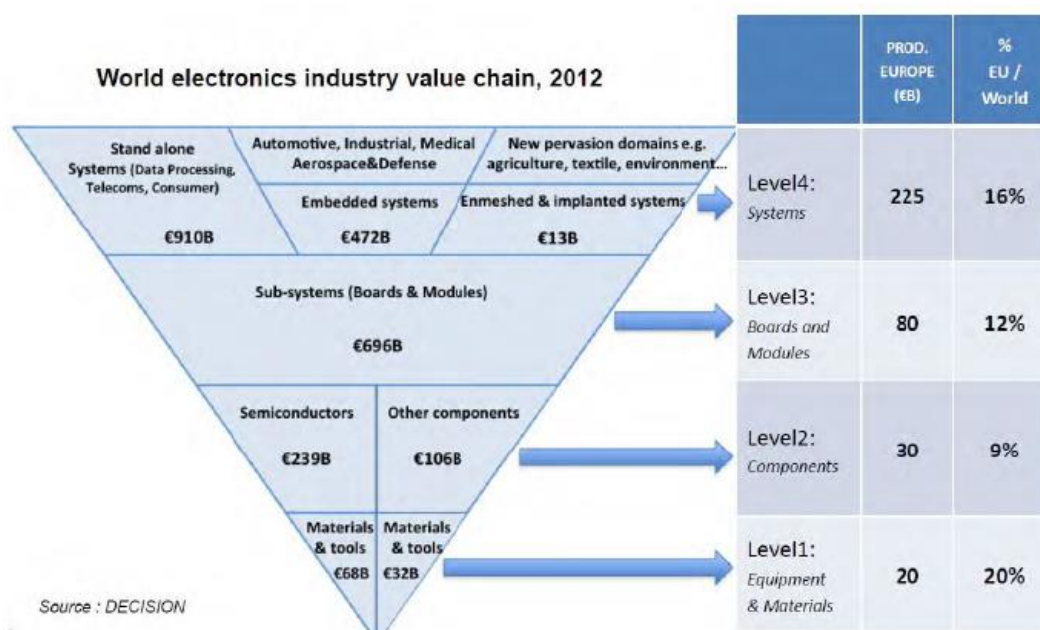 World electronics industry value chain, 2012
Stand alone
Systems (Data Processing,
Telecoms, Consumer)
€910B
Automotive, Industrial, Medical
Aerospace&Defense
Embedded systems
€472B
New pervasion domains e.g.
agriculture, textile, environment...
Enmeshed & implanted systems
€13B
Sub-systems (Boards & Modules)
€696B
Semiconductors
€239B
Other components
€106B
Materials
& tools
€68B
Materials
& tools
€32B
Source : DECISION
PROD.
EUROPE
(€B)
%
EU /
World
Level4:
Systems
225
16%
Level3:
Boards and
Modules
80
12%
Level2:
Components
30
9%
Level1:
Equipment
& Materials
20
20%